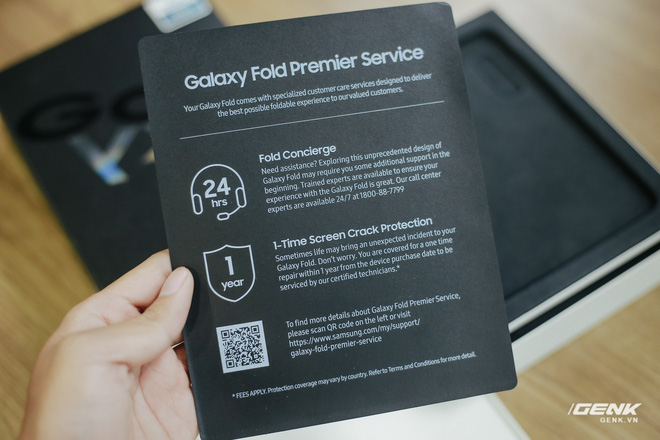 Galaxy Fold Premier Service
Your Galaxy Fold comes with specialized customer care services designed to deliver
the best possible foldable experience to our valued customers.
24
hrs
Fold Concierge
Need assistance? Exploring this unprecedented design of
Galaxy Fold may require you some additional support in the
beginning. Trained experts are available to ensure your
experience with the Galaxy Fold is great. Our call center
experts are available 24/7 at 1800-88-7799
1
year
1-Time Screen Crack Protection
Sometimes life may bring an unexpected incident to your
Galaxy Fold. Don't worry. You are covered for a one time
repair within 1 year from the device purchase date to be
serviced by our certified technicians.*
To find more details about Galaxy Fold Premier Service,
please scan QR code on the left or visit
https://www.samsung.com/my/support/
galaxy-fold-premier-service
* FEES APPLY. Protection coverage may vary by country. Refer to Terms and Conditions for more detail.
GENK
GENK.VN